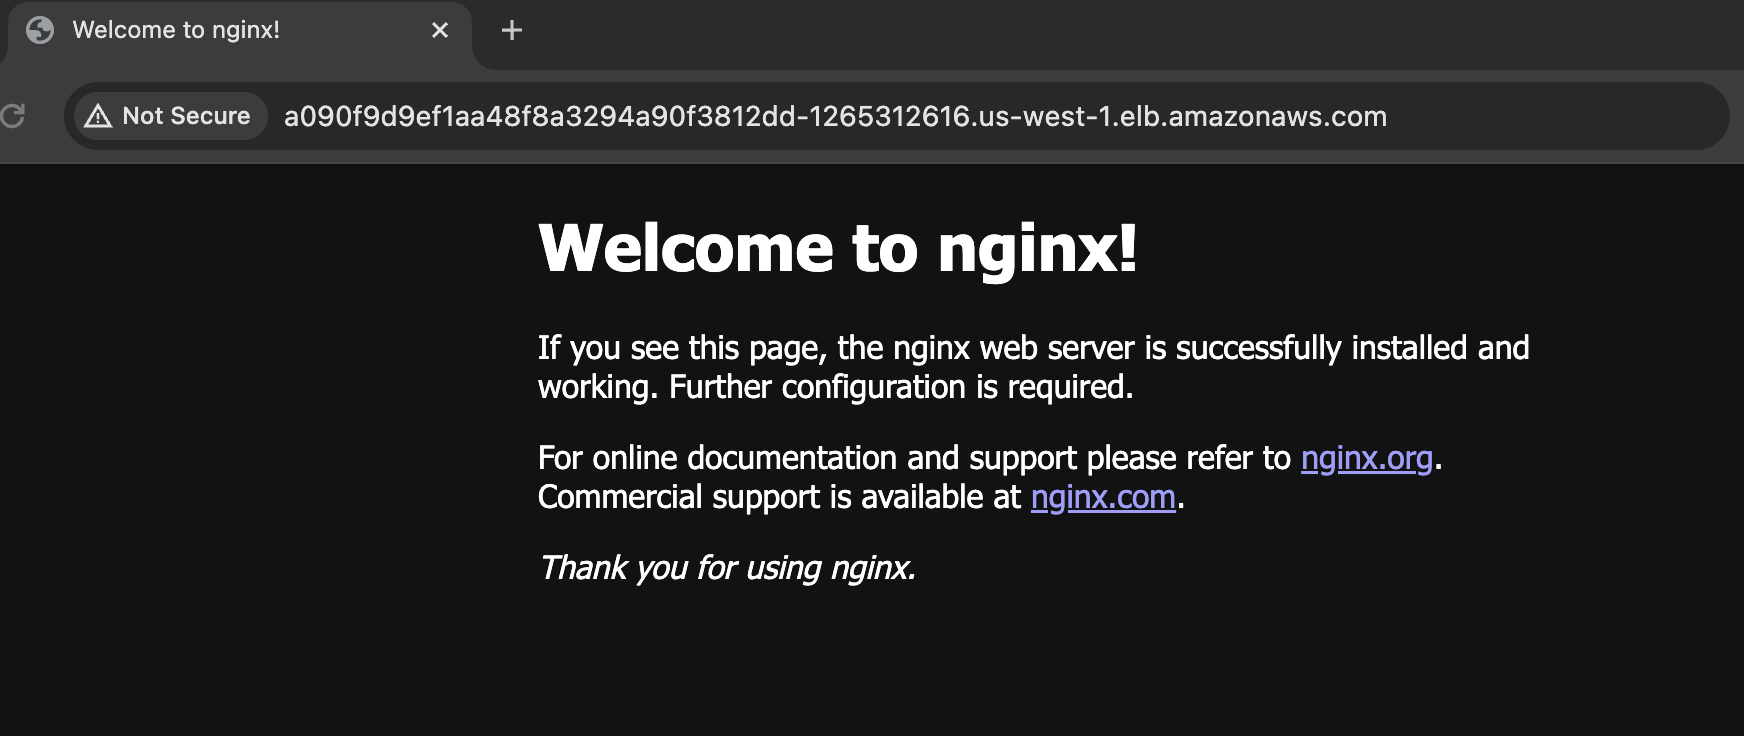 Welcome to nginx!
Not Secure a090f9d9ef1aa48f8a3294a90f3812dd-1265312616.us-west-1.elb.amazonaws.com
Welcome to nginx!
If you see this page, the nginx web server is successfully installed and
working. Further configuration is required.
For online documentation and support please refer to nginx.org.
Commercial support is available at nginx.com.
Thank you for using nginx.